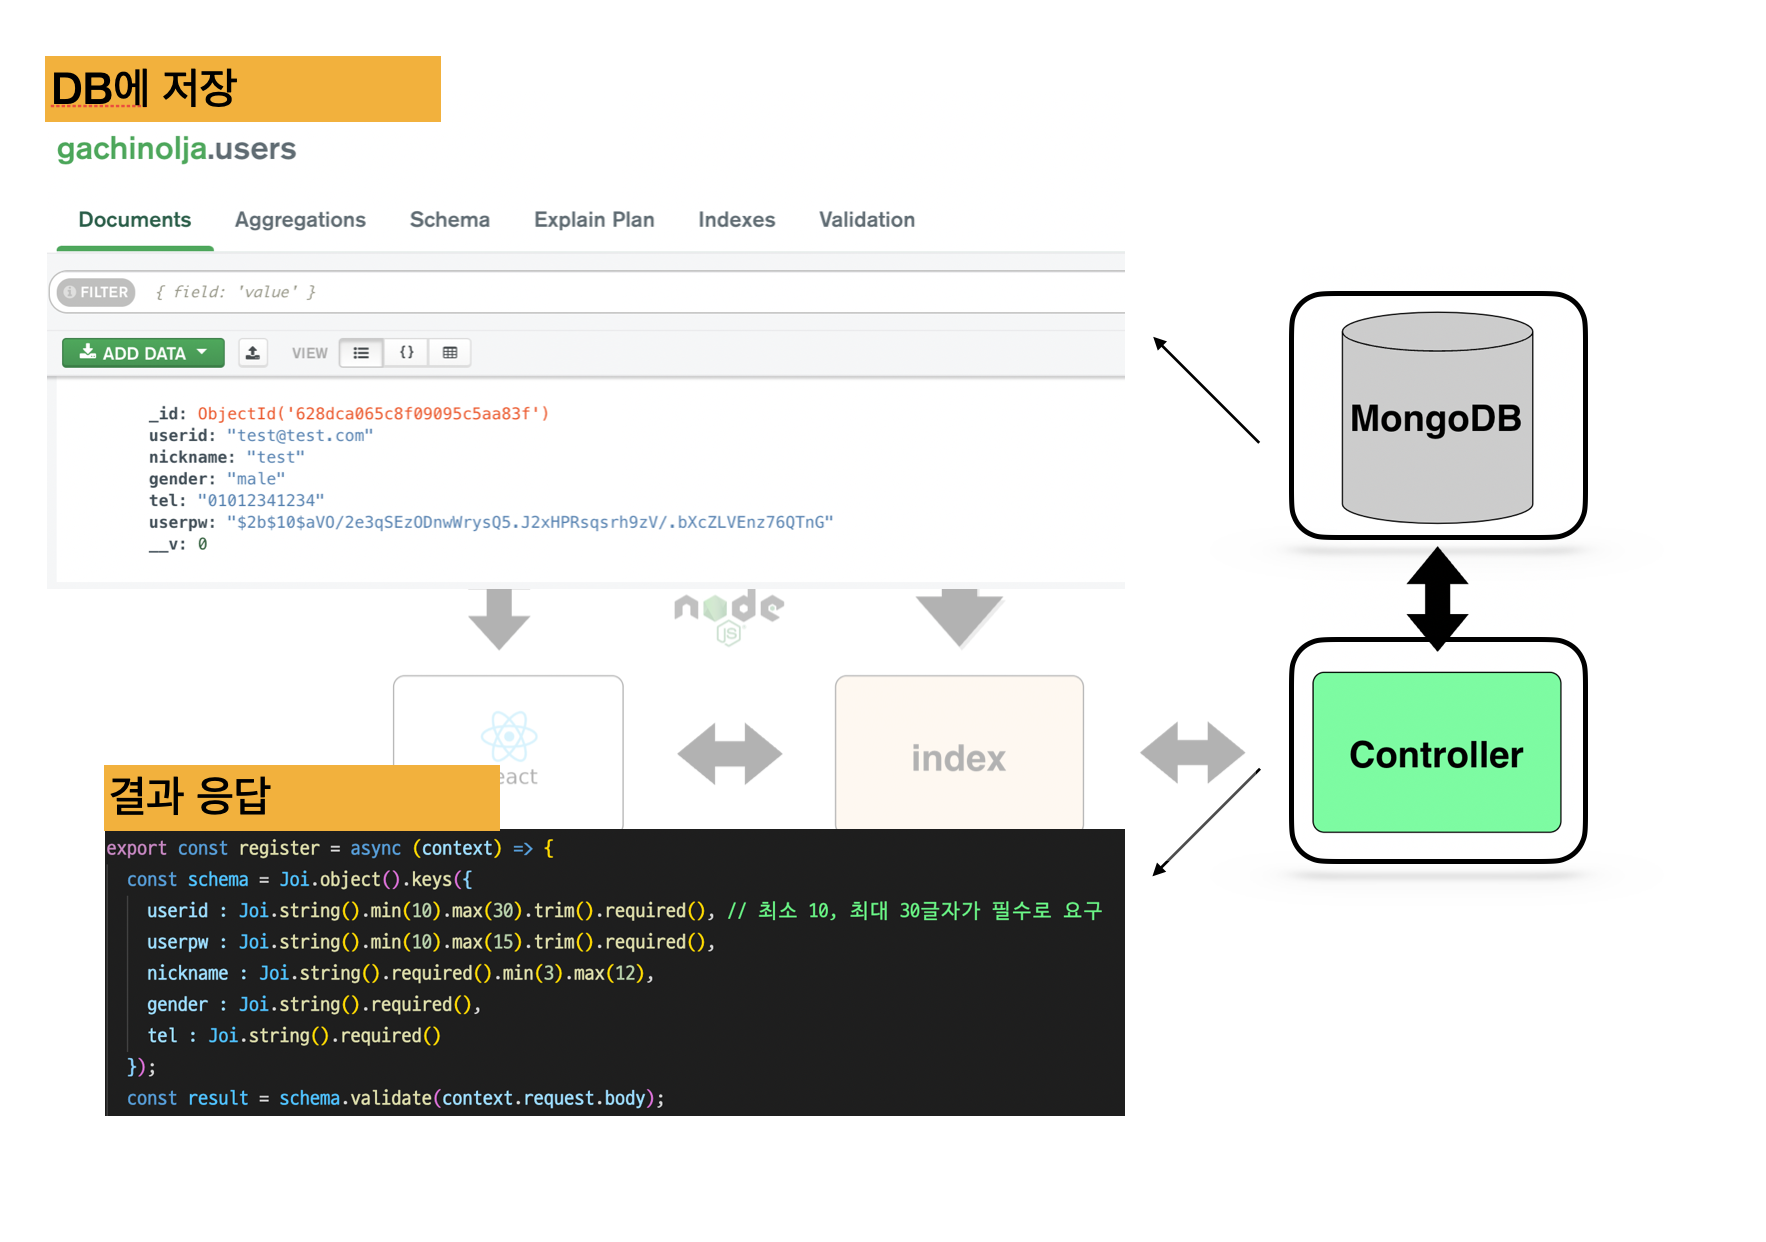 DB에 저장
gachinolja.users
Documents Aggregations Schema Explain Plan Indexes Validation
FILTER { field: 'value' }
ADD DATA VIEW {}
_id: ObjectId('628dca065c8f09095c5aa83f')
userid: "test@test.com"
nickname: "test"
gender: "male"
tel: "01012341234"
userpw: "$2b$10$aVO/2e3qSEzODnwWrysQ5.J2xHPRsqsrh9zV/.bXcZLVEnz76QTnG"
__v: 0
MongoDB
node
JS
index
Controller
결과 응답
export const register = async (context) => {
const schema = Joi.object().keys({
userid : Joi.string().min(10).max(30).trim().required(), // 최소 10, 최대 30글자가 필수로 요구
userpw : Joi.string().min(10).max(15).trim().required(),
nickname : Joi.string().required().min(3).max(12),
gender : Joi.string().required(),
tel : Joi.string().required()
});
const result = schema.validate(context.request.body);